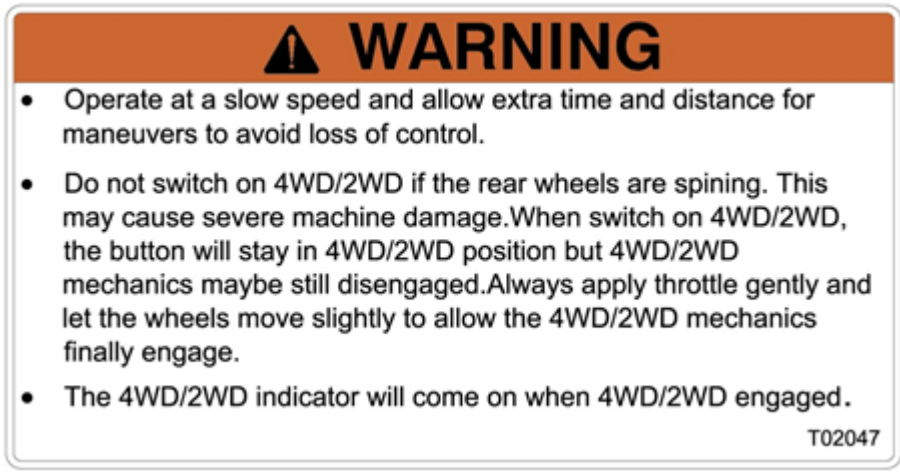 WARNING
• Operate at a slow speed and allow extra time and distance for
maneuvers to avoid loss of control.
• Do not switch on 4WD/2WD if the rear wheels are spining. This
may cause severe machine damage.When switch on 4WD/2WD,
the button will stay in 4WD/2WD position but 4WD/2WD
mechanics maybe still disengaged.Always apply throttle gently and
let the wheels move slightly to allow the 4WD/2WD mechanics
finally engage.
• The 4WD/2WD indicator will come on when 4WD/2WD engaged.
T02047